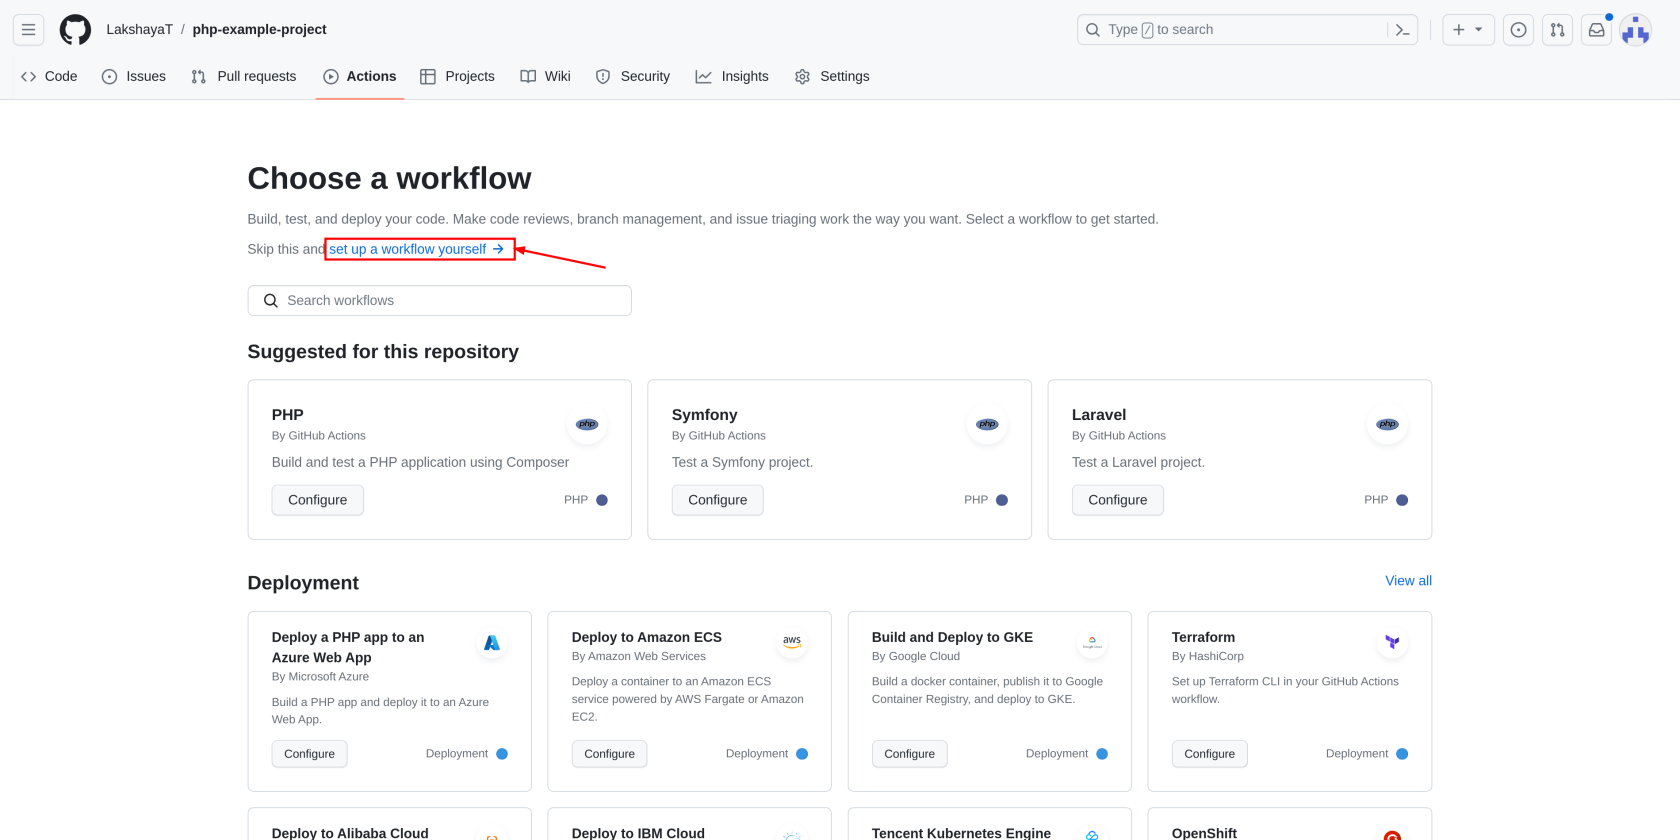 LakshayaT / php-example-project
Type / to search
Code Issues Pull requests Actions Projects Wiki Security Insights Settings
Choose a workflow
Build, test, and deploy your code. Make code reviews, branch management, and issue triaging work the way you want. Select a workflow to get started.
Skip this and set up a workflow yourself →
Search workflows
Suggested for this repository
PHP
By GitHub Actions
Build and test a PHP application using Composer
Configure
PHP
php
Symfony
By GitHub Actions
Test a Symfony project.
Configure
PHP
php
Laravel
By GitHub Actions
Test a Laravel project.
Configure
PHP
php
Deployment
View all
Deploy a PHP app to an
Azure Web App
By Microsoft Azure
Build a PHP app and deploy it to an Azure
Web App.
Configure
Deployment
Deploy to Amazon ECS
aws
By Amazon Web Services
Deploy a container to an Amazon ECS
service powered by AWS Fargate or Amazon
EC2.
Configure
Deployment
Build and Deploy to GKE
By Google Cloud
Build a docker container, publish it to Google
Container Registry, and deploy to GKE.
Configure
Deployment
Terraform
By HashiCorp
Set up Terraform CLI in your GitHub Actions
workflow.
Configure
Deployment
Deploy to Alibaba Cloud
Deploy to IBM Cloud
Tencent Kubernetes Engine
OpenShift